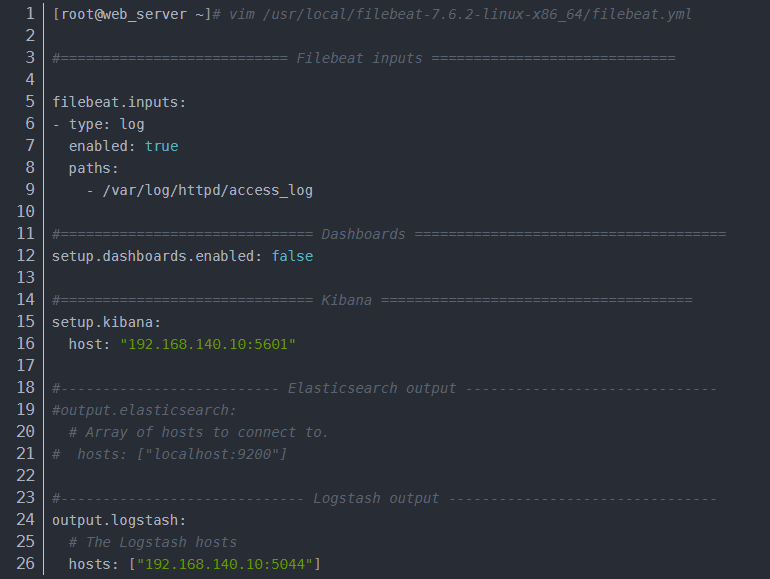 1 [root@web_server ~]# vim /usr/local/filebeat-7.6.2-linux-x86_64/filebeat.yml
2
3 #=========================== Filebeat inputs =============================
4
5 filebeat.inputs:
6 - type: log
7   enabled: true
8   paths:
9     - /var/log/httpd/access_log
10
11 #============================== Dashboards =====================================
12 setup.dashboards.enabled: false
13
14 #============================== Kibana =====================================
15 setup.kibana:
16   host: "192.168.140.10:5601"
17
18 #-------------------------- Elasticsearch output ------------------------------
19 #output.elasticsearch:
20   # Array of hosts to connect to.
21 #  hosts: ["localhost:9200"]
22
23 #----------------------------- Logstash output --------------------------------
24 output.logstash:
25   # The Logstash hosts
26   hosts: ["192.168.140.10:5044"]